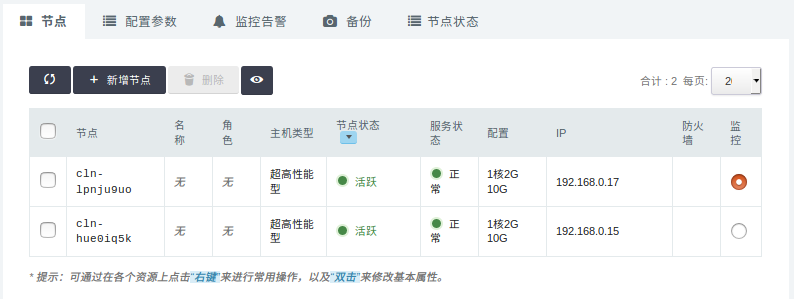 节点 配置参数 监控告警 备份 节点状态
+ 新增节点 删除 合计 : 2 每页:
节点 名称 角色 主机类型 节点状态 服务状态 配置 IP 防火墙 监控
cln-lpnju9uo 无 无 超高性能型 活跃 正常 1核2G 10G 192.168.0.17
cln-hue0iq5k 无 无 超高性能型 活跃 正常 1核2G 10G 192.168.0.15
* 提示：可通过在各个资源上点击"右键"来进行常用操作，以及"双击"来修改基本属性。